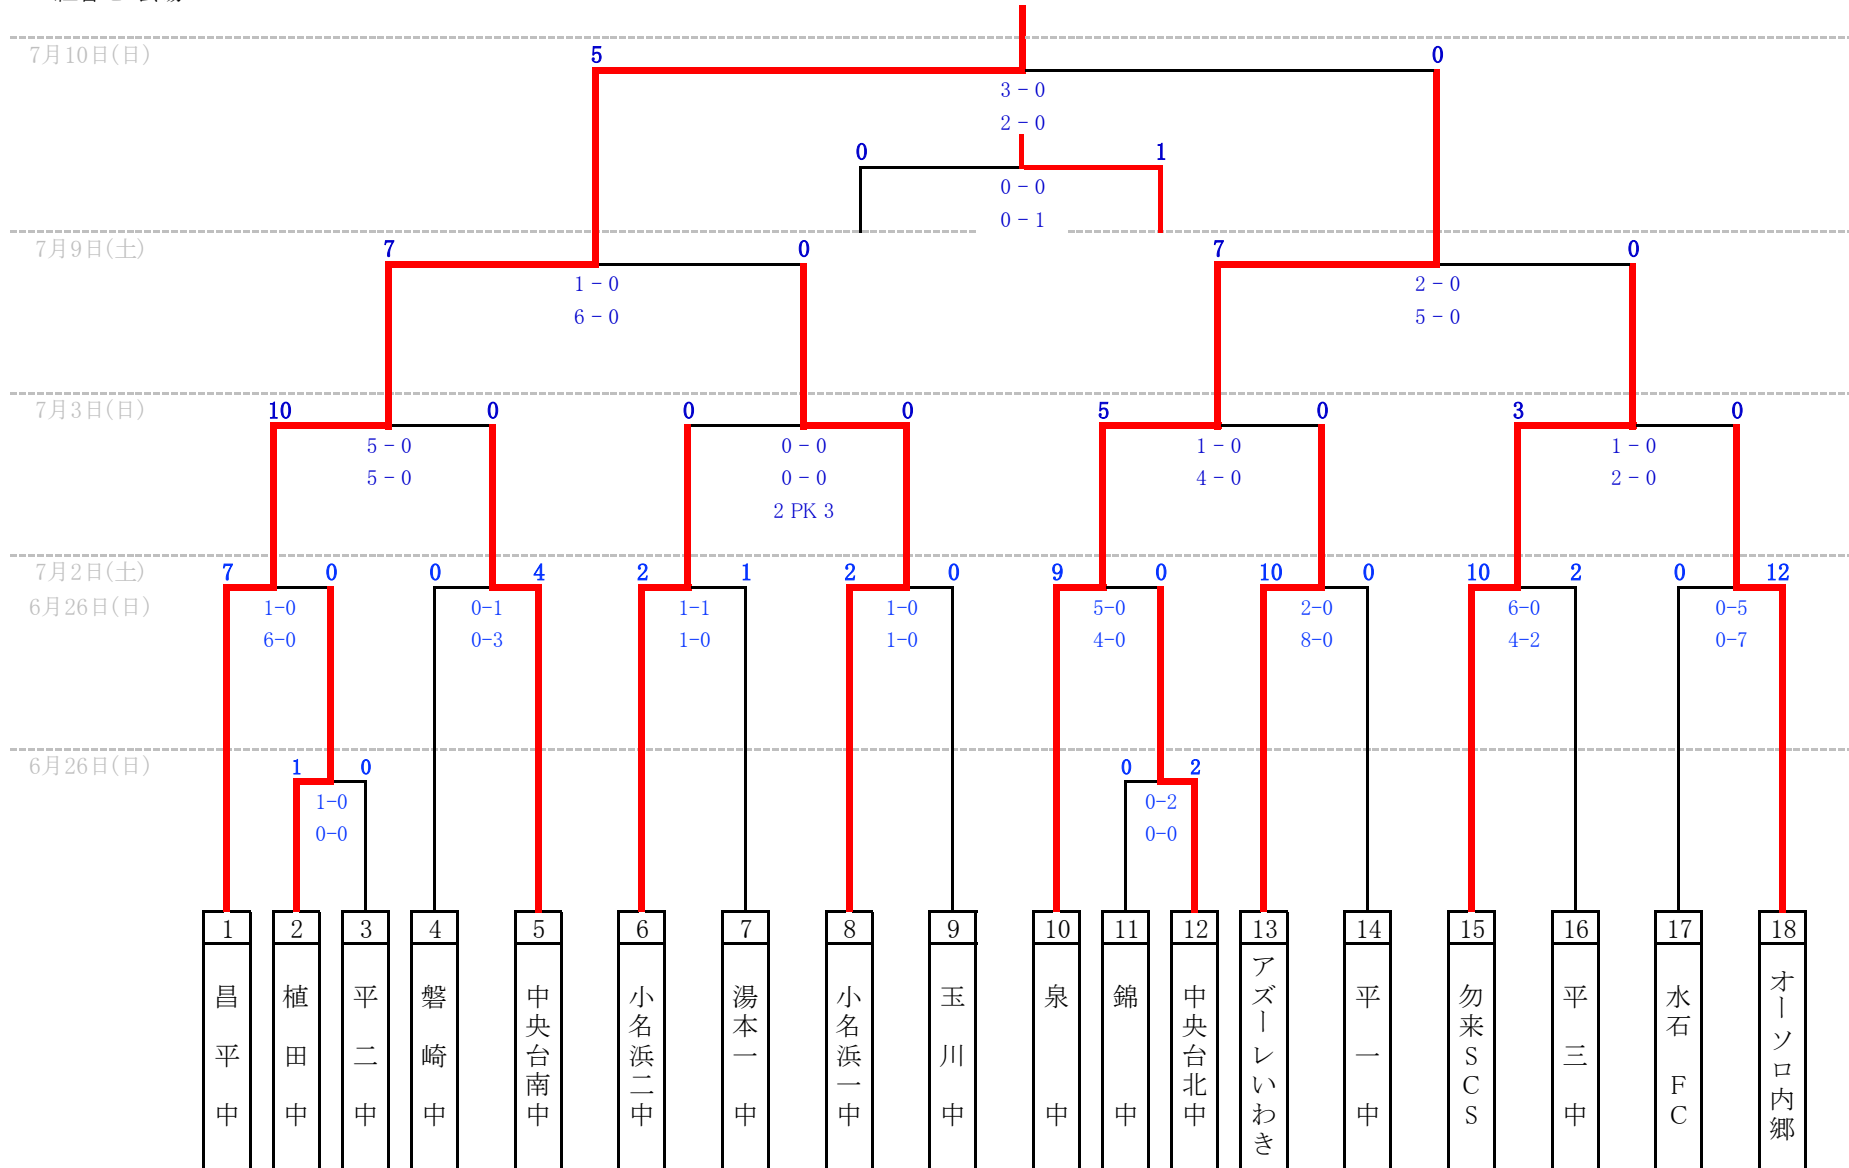 7月10日(日)
5
0
3 - 0
2 - 0
0
1
0 - 0
0 - 1
7月9日(土)
7
0
7
0
1 - 0
2 - 0
6 - 0
5 - 0
7月3日(日)
10
0
0
0
5
0
3
0
5 - 0
0 - 0
1 - 0
1 - 0
5 - 0
0 - 0
4 - 0
2 - 0
2 PK 3
7月2日(土)
7
0
0
4
2
1
2
0
9
0
10
0
10
2
0
12
6月26日(日)
1-0
0-1
1-1
1-0
5-0
2-0
6-0
0-5
6-0
0-3
1-0
1-0
4-0
8-0
4-2
0-7
6月26日(日)
1
0
0
2
1-0
0-2
0-0
0-0
1
2
3
4
5
6
7
8
9
10
11
12
13
14
15
16
17
18
昌平中
植田中
平二中
磐崎中
中央台南中
小名浜二中
湯本一中
小名浜一中
玉川中
泉中
錦中
中央台北中
アズーレいわき
平一中
勿来SCS
平三中
水石FC
オーソロ内郷